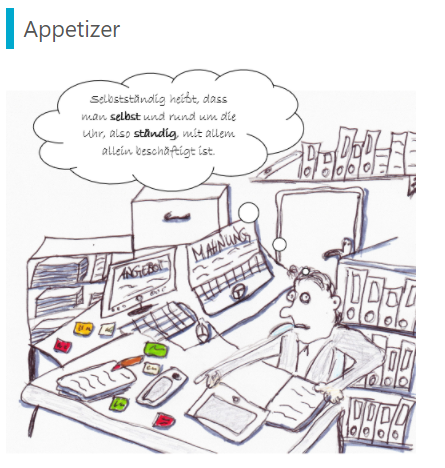 Appetizer
Selbstständig heißt, dass
man selbst und rund um die
Uhr, also ständig, mit allem
allein beschäftigt ist.
ANGEBOT
MAHNUNG